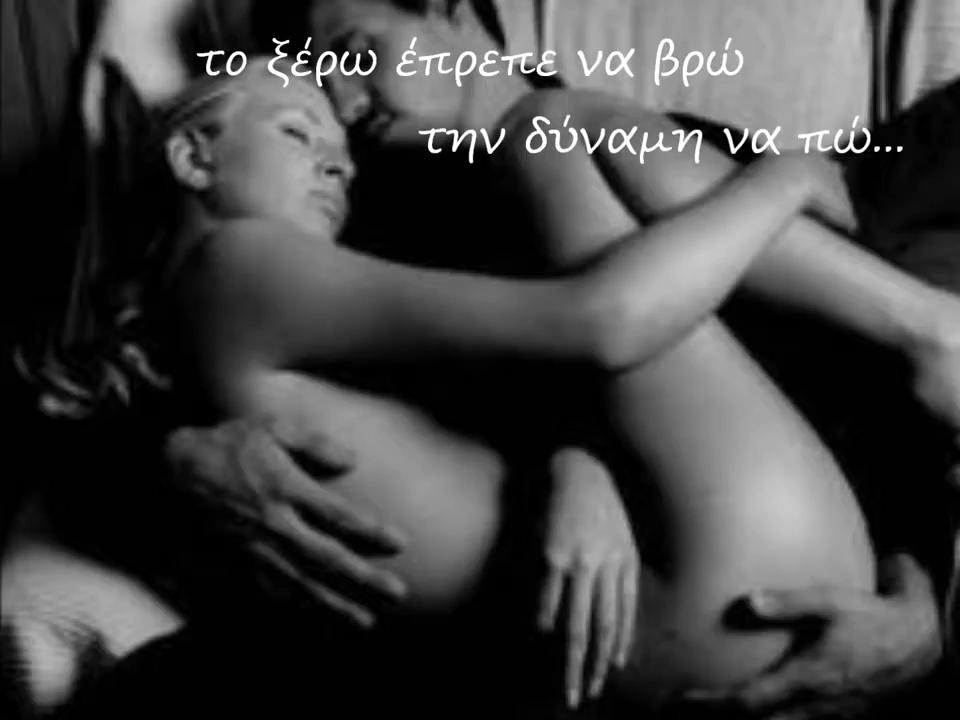 το ξέρω έπρεπε να βρώ
την δύναμη να πώ...